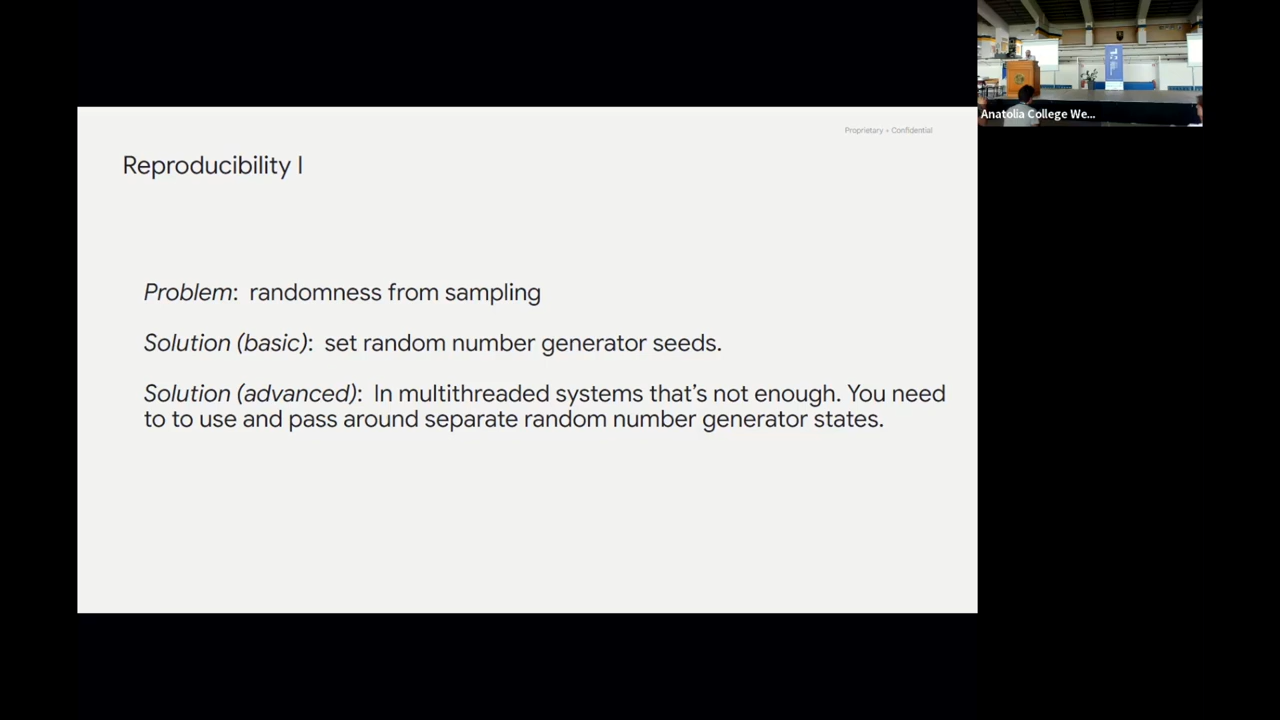 Proprietary + Confidential
Reproducibility I
Problem: randomness from sampling
Solution (basic): set random number generator seeds.
Solution (advanced): In multithreaded systems that's not enough. You need
to to use and pass around separate random number generator states.
Anatolia College We...